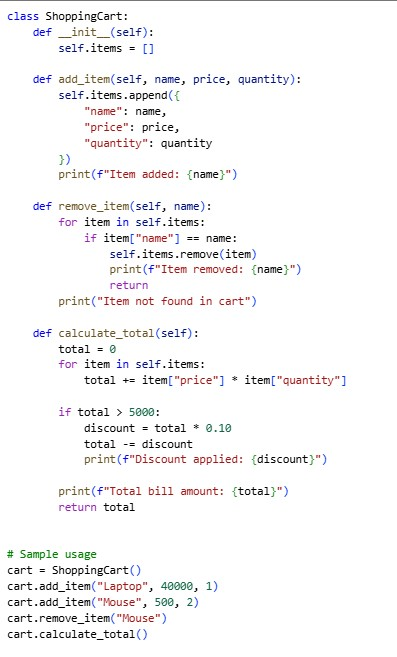 class ShoppingCart:
    def __init__(self):
        self.items = []

    def add_item(self, name, price, quantity):
        self.items.append({
            "name": name,
            "price": price,
            "quantity": quantity
        })
        print(f"Item added: {name}")

    def remove_item(self, name):
        for item in self.items:
            if item["name"] == name:
                self.items.remove(item)
                print(f"Item removed: {name}")
                return
        print("Item not found in cart")

    def calculate_total(self):
        total = 0
        for item in self.items:
            total += item["price"] * item["quantity"]

        if total > 5000:
            discount = total * 0.10
            total -= discount
            print(f"Discount applied: {discount}")

        print(f"Total bill amount: {total}")
        return total


# Sample usage
cart = ShoppingCart()
cart.add_item("Laptop", 40000, 1)
cart.add_item("Mouse", 500, 2)
cart.remove_item("Mouse")
cart.calculate_total()